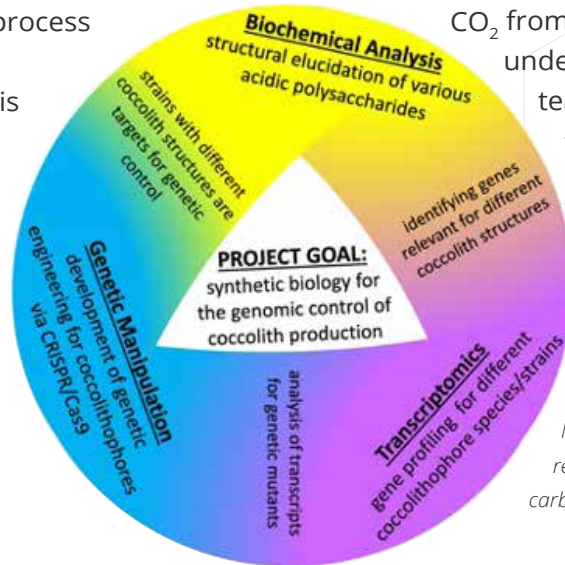 process
is
CO₂ from
unde
tea
Biochemical Analysis
structural elucidation of various
acidic polysaccharides
strains with different
coccolith structures are
targets for genetic
control
identifying genes
relevant for different
coccolith structures
PROJECT GOAL:
synthetic biology for
the genomic control of
coccolith production
Genetic Manipulation
development of genetic
engineering for coccolithophores
via CRISPR/Cas9
analysis of transcripts
for genetic mutants
Transcriptomics
gene profiling for different
coccolithophore species/strains
re
carb